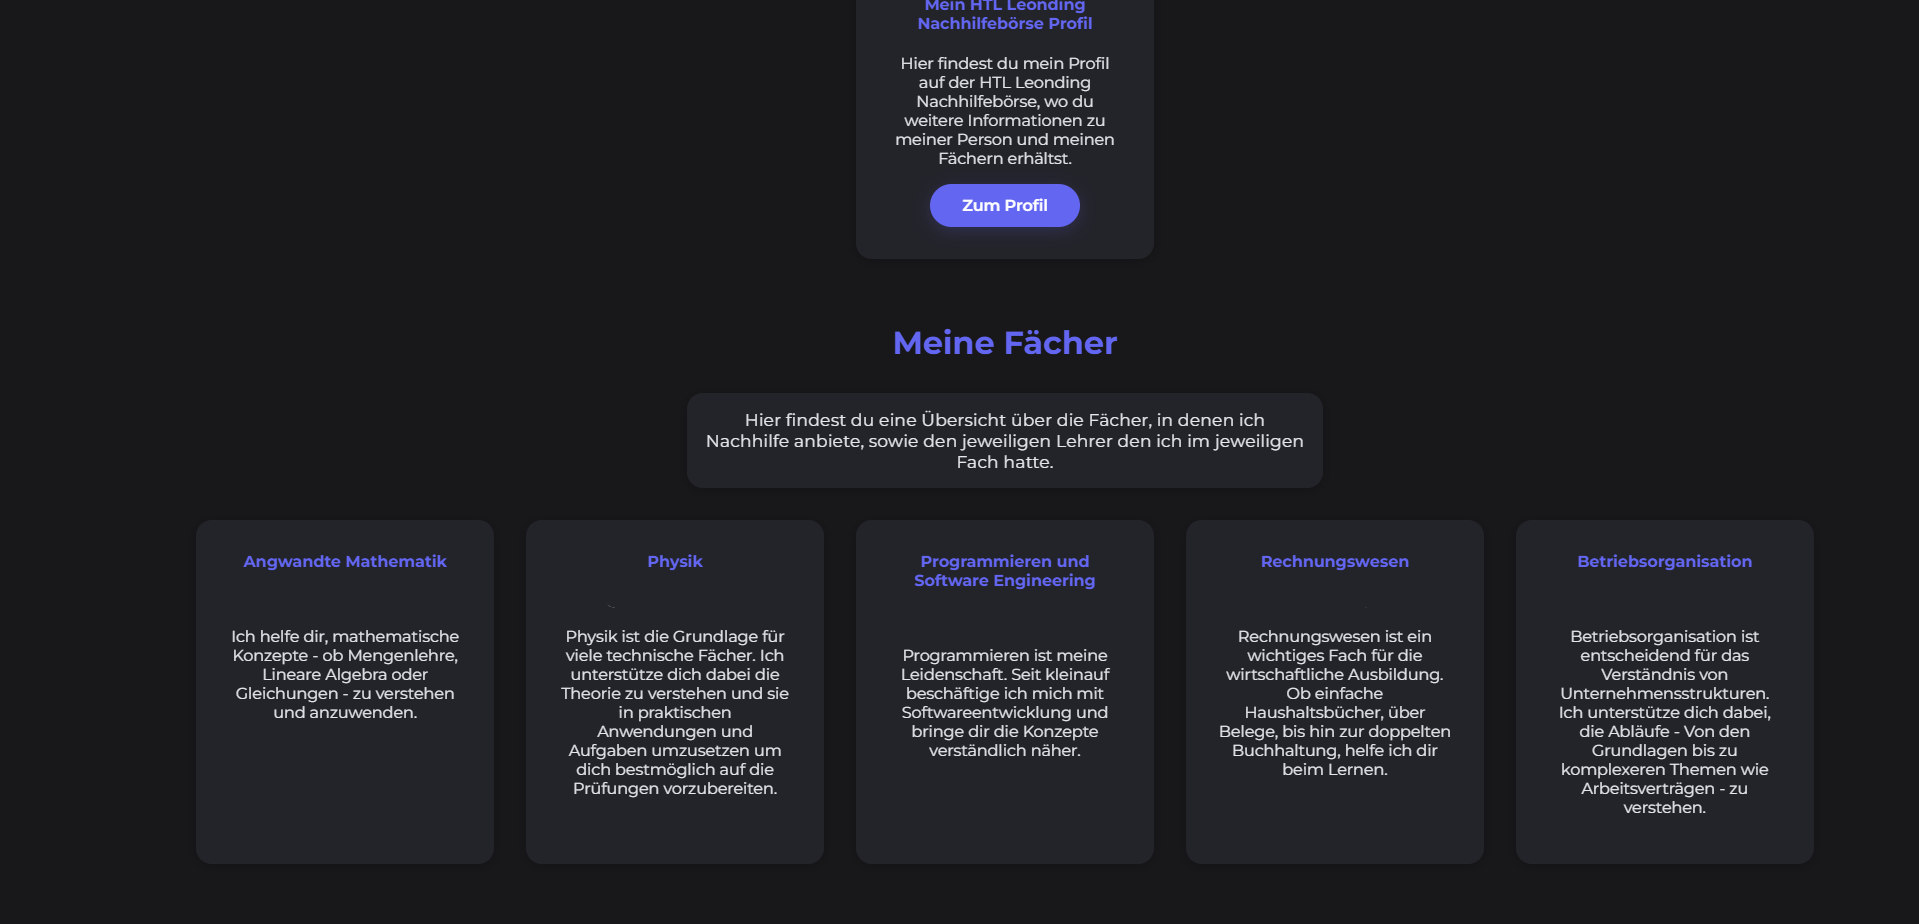 Mein HTL Leonding
Nachhilfebörse Profil
Hier findest du mein Profil
auf der HTL Leonding
Nachhilfebörse, wo du
weitere Informationen zu
meiner Person und meinen
Fächern erhältst.
Zum Profil
Meine Fächer
Hier findest du eine Übersicht über die Fächer, in denen ich
Nachhilfe anbiete, sowie den jeweiligen Lehrer den ich im jeweiligen
Fach hatte.
Angwandte Mathematik
Ich helfe dir, mathematische
Konzepte - ob Mengenlehre,
Lineare Algebra oder
Gleichungen - zu verstehen
und anzuwenden.
Physik
Physik ist die Grundlage für
viele technische Fächer. Ich
unterstütze dich dabei die
Theorie zu verstehen und sie
in praktischen
Anwendungen und
Aufgaben umzusetzen um
dich bestmöglich auf die
Prüfungen vorzubereiten.
Programmieren und
Software Engineering
Programmieren ist meine
Leidenschaft. Seit kleinauf
beschäftige ich mich mit
Softwareentwicklung und
bringe dir die Konzepte
verständlich näher.
Rechnungswesen
Rechnungswesen ist ein
wichtiges Fach für die
wirtschaftliche Ausbildung.
Ob einfache
Haushaltsbücher, über
Belege, bis hin zur doppelten
Buchhaltung, helfe ich dir
beim Lernen.
Betriebsorganisation
Betriebsorganisation ist
entscheidend für das
Verständnis von
Unternehmensstrukturen.
Ich unterstütze dich dabei,
die Abläufe - Von den
Grundlagen bis zu
komplexeren Themen wie
Arbeitsverträgen - zu
verstehen.